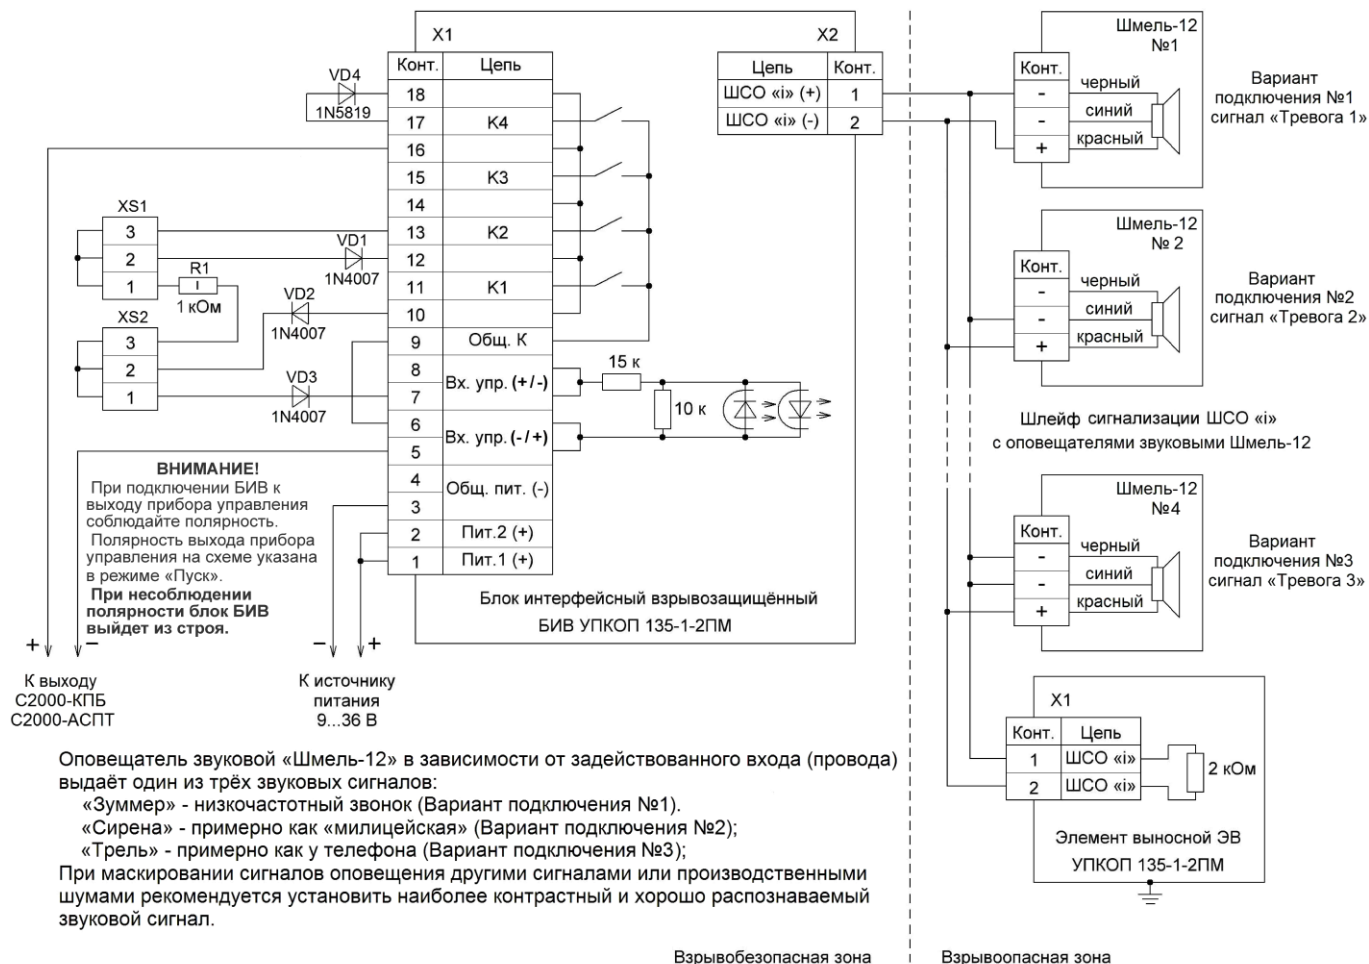 X1
Конт. Цепь
18
17 K4
16
15 K3
14
13 K2
12
11 K1
10
9 Общ. К
8
Вх. упр. (+/-)
7
6
Вх. упр. (-/+)
5
4
Общ. пит. (-)
3
2 Пит.2 (+)
1 Пит.1 (+)
VD4
1N5819
XS1
3
2
1
VD1
1N4007
R1
1 кОм
VD2
1N4007
XS2
3
2
1
VD3
1N4007
15 к
10 к
X2
Цепь Конт.
ШСО «i» (+) 1
ШСО «i» (-) 2
ВНИМАНИЕ!
При подключении БИВ к
выходу прибора управления
соблюдайте полярность.
Полярность выхода прибора
управления на схеме указана
в режиме «Пуск».
При несоблюдении
полярности блок БИВ
выйдет из строя.
+ −
К выходу
С2000-КПБ
С2000-АСПТ
− +
К источнику
питания
9...36 В
Блок интерфейсный взрывозащищённый
БИВ УПКОП 135-1-2ПМ
Шмель-12
№1
Конт.
- черный
- синий
+ красный
Вариант
подключения №1
сигнал «Тревога 1»
Шмель-12
№ 2
Конт.
- черный
- синий
+ красный
Вариант
подключения №2
сигнал «Тревога 2»
Шлейф сигнализации ШСО «i»
с оповещателями звуковыми Шмель-12
Шмель-12
№4
Конт.
- черный
- синий
+ красный
Вариант
подключения №3
сигнал «Тревога 3»
X1
Конт. Цепь
1 ШСО «i»
2 ШСО «i»
2 кОм
Элемент выносной ЭВ
УПКОП 135-1-2ПМ
Оповещатель звуковой «Шмель-12» в зависимости от задействованного входа (провода)
выдаёт один из трёх звуковых сигналов:
«Зуммер» - низкочастотный звонок (Вариант подключения №1).
«Сирена» - примерно как «милицейская» (Вариант подключения №2);
«Трель» - примерно как у телефона (Вариант подключения №3);
При маскировании сигналов оповещения другими сигналами или производственными
шумами рекомендуется установить наиболее контрастный и хорошо распознаваемый
звуковой сигнал.
Взрывобезопасная зона
Взрывоопасная зона